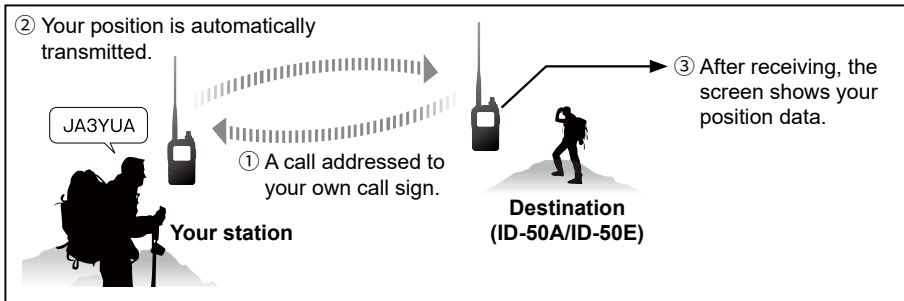 ② Your position is automatically
transmitted.
③ After receiving, the
screen shows your
position data.
JA3YUA
① A call addressed to
your own call sign.
Your station
Destination
(ID-50A/ID-50E)